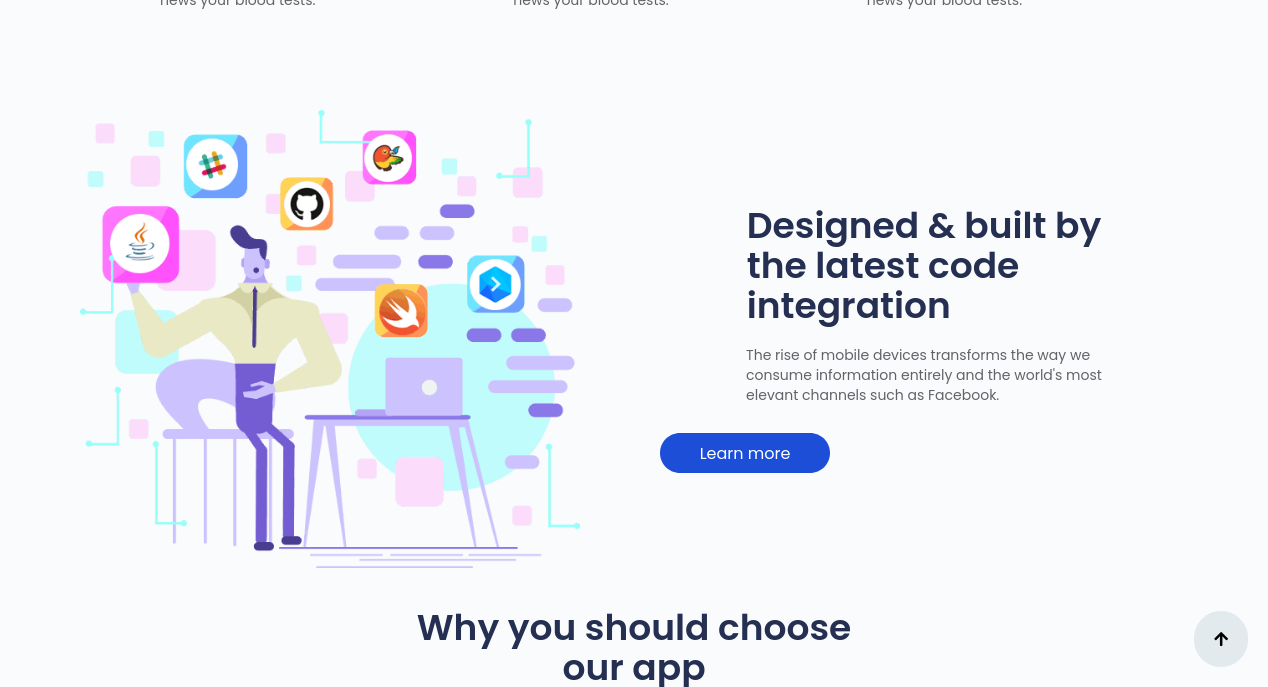 news your blood tests.
news your blood tests.
news your blood tests.
Designed & built by
the latest code
integration
The rise of mobile devices transforms the way we
consume information entirely and the world's most
elevant channels such as Facebook.
Learn more
Why you should choose
our app